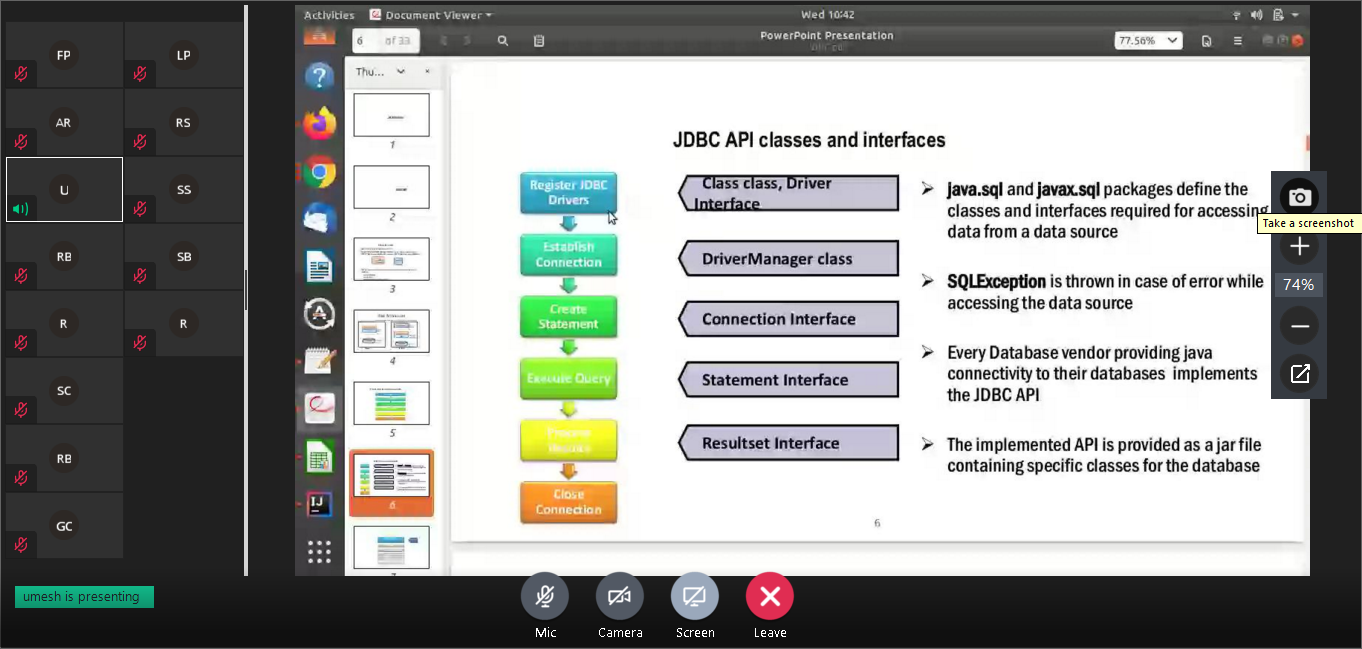 Activities
Document Viewer
Wed 10:42
6
of 33
PowerPoint Presentation
77.56%
FP
LP
AR
RS
U
SS
RB
SB
R
R
SC
RB
GC
Thu...
1
2
3
4
5
6
JDBC API classes and interfaces
Register JDBC
Drivers
Establish
Connection
Create
Statement
Execute Query
Close
Connection
Class class, Driver
Interface
DriverManager class
Connection Interface
Statement Interface
Resultset Interface
java.sql and javax.sql packages define the
classes and interfaces required for accessing
data from a data source
SQLException is thrown in case of error while
accessing the data source
Every Database vendor providing java
connectivity to their databases implements
the JDBC API
The implemented API is provided as a jar file
containing specific classes for the database
6
Take a screenshot
74%
umesh is presenting
Mic
Camera
Screen
Leave